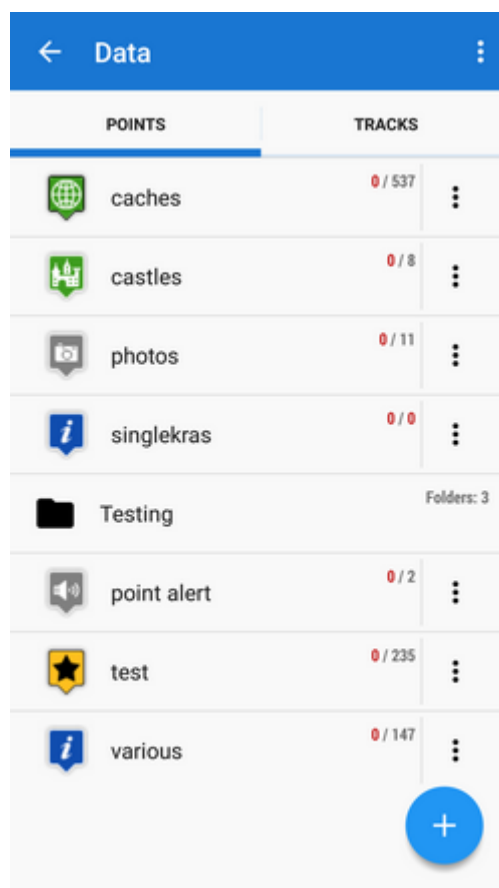 Data
POINTS TRACKS
caches 0 / 537
castles 0 / 8
photos 0 / 11
singlekras 0 / 0
Testing Folders: 3
point alert 0 / 2
test 0 / 235
various 0 / 147